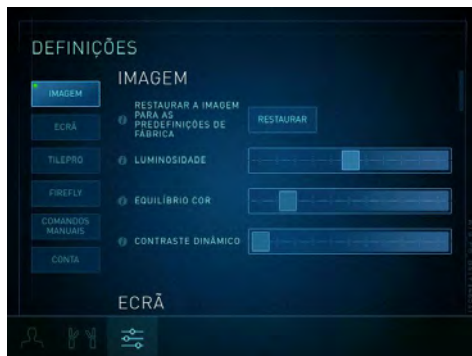 DEFINIÇÕES
IMAGEM
ECRÃ
TILEPRO
FIREFLY
COMANDOS
MANUAIS
CONTA
IMAGEM
RESTAURAR A IMAGEM
PARA AS
PREDEFINIÇÕES DE
FÁBRICA
RESTAURAR
LUMINOSIDADE
EQUILÍBRIO COR
CONTRASTE DINÂMICO
ECRÃ